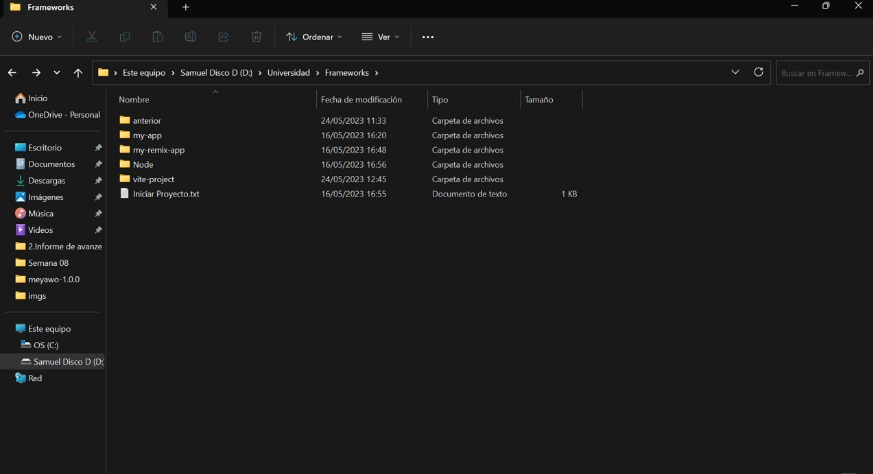 Frameworks
Nuevo
Ordenar
Ver
Este equipo > Samuel Disco D (D:) > Universidad > Frameworks >
Buscar en Framew...
Inicio
OneDrive - Personal
Escritorio
Documentos
Descargas
Imágenes
Música
Videos
2.Informe de avance
Semana 08
meyawo-1.0.0
imgs
Este equipo
OS (C:)
Samuel Disco D (D:
Red
Nombre Fecha de modificación Tipo Tamaño
anterior 24/05/2023 11:33 Carpeta de archivos
my-app 16/05/2023 16:20 Carpeta de archivos
my-remix-app 16/05/2023 16:48 Carpeta de archivos
Node 16/05/2023 16:56 Carpeta de archivos
vite-project 24/05/2023 12:45 Carpeta de archivos
Iniciar Proyecto.txt 16/05/2023 16:55 Documento de texto 1 KB